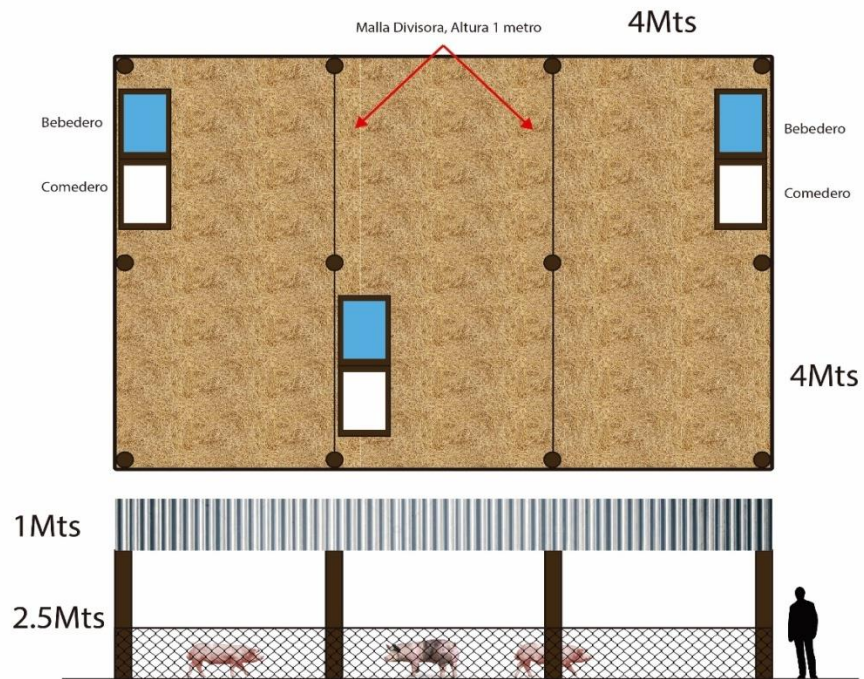 Malla Divisora, Altura 1 metro
4Mts
Bebedero
Comedero
Bebedero
Comedero
4Mts
1Mts
2.5Mts